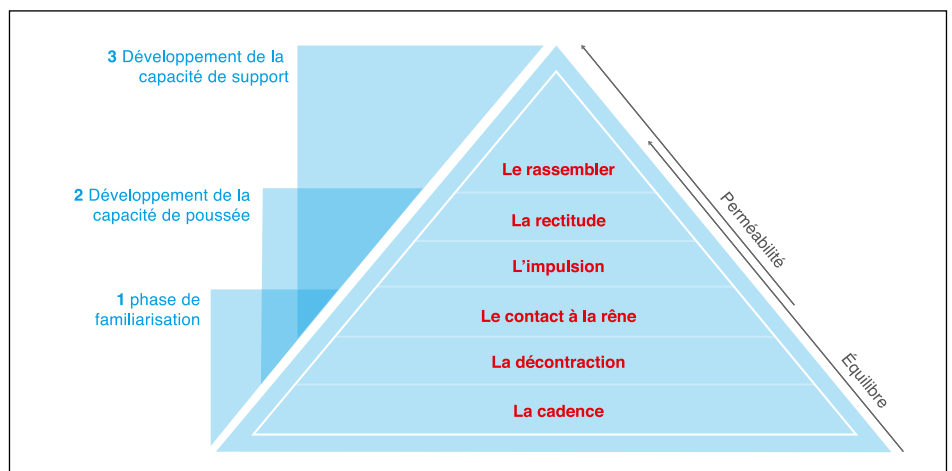 3 Développement de la
capacité de support
2 Développement de la
capacité de poussée
1 phase de
familiarisation
Le rassembler
La rectitude
L’impulsion
Le contact à la rêne
La décontraction
La cadence
Perméabilité
Équilibre